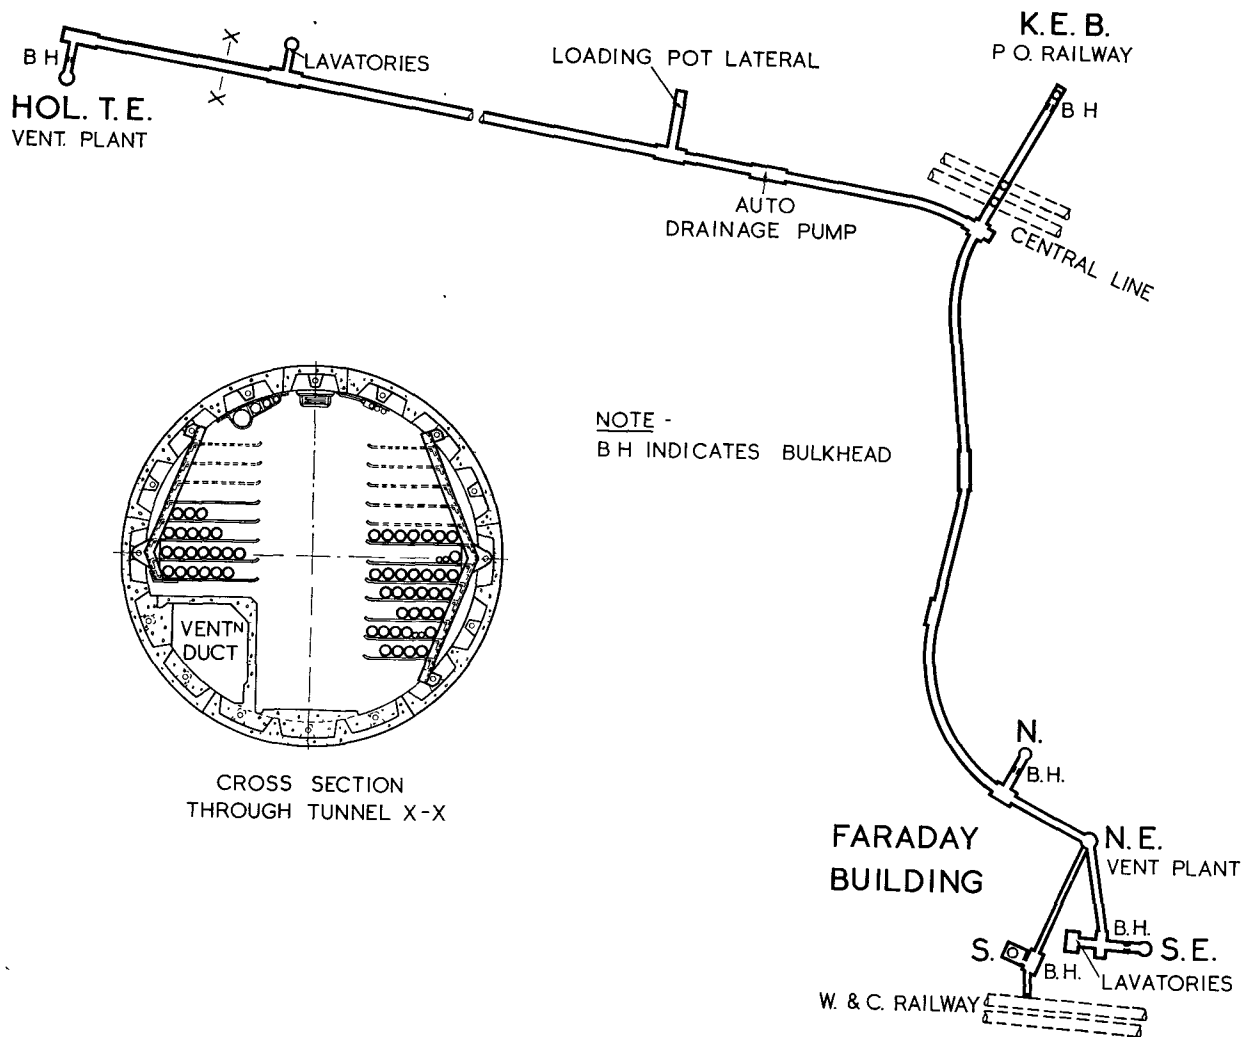 K.E.B.
P O. RAILWAY
B H
X
B H
LAVATORIES
LOADING POT LATERAL
X
HOL. T.E.
VENT. PLANT
AUTO
DRAINAGE PUMP
CENTRAL LINE
NOTE -
B H INDICATES BULKHEAD
VENTᴺ
DUCT
CROSS SECTION
THROUGH TUNNEL X-X
N.
B.H.
FARADAY
BUILDING
N.E.
VENT PLANT
B.H.
S.
S.E.
B.H.
LAVATORIES
W. & C. RAILWAY